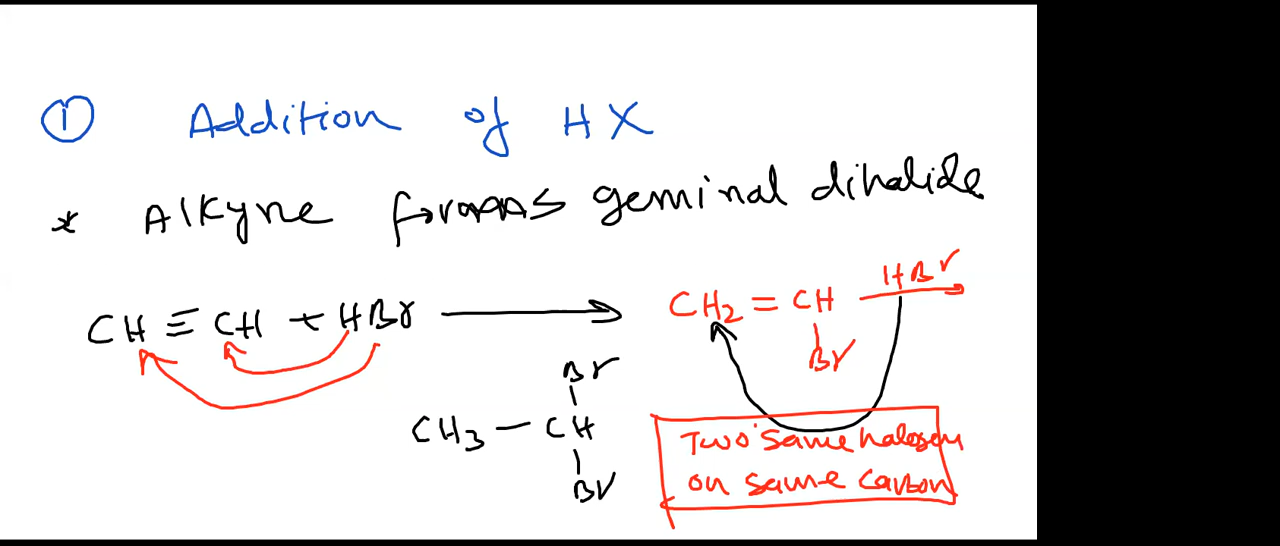 ① Addition of HX
* Alkyne forms geminal dihalide
CH ≡ CH + HBr ⟶ CH2 = CH HBr
Br
Br
CH3 — CH
Br
Two same halogen
on same carbon